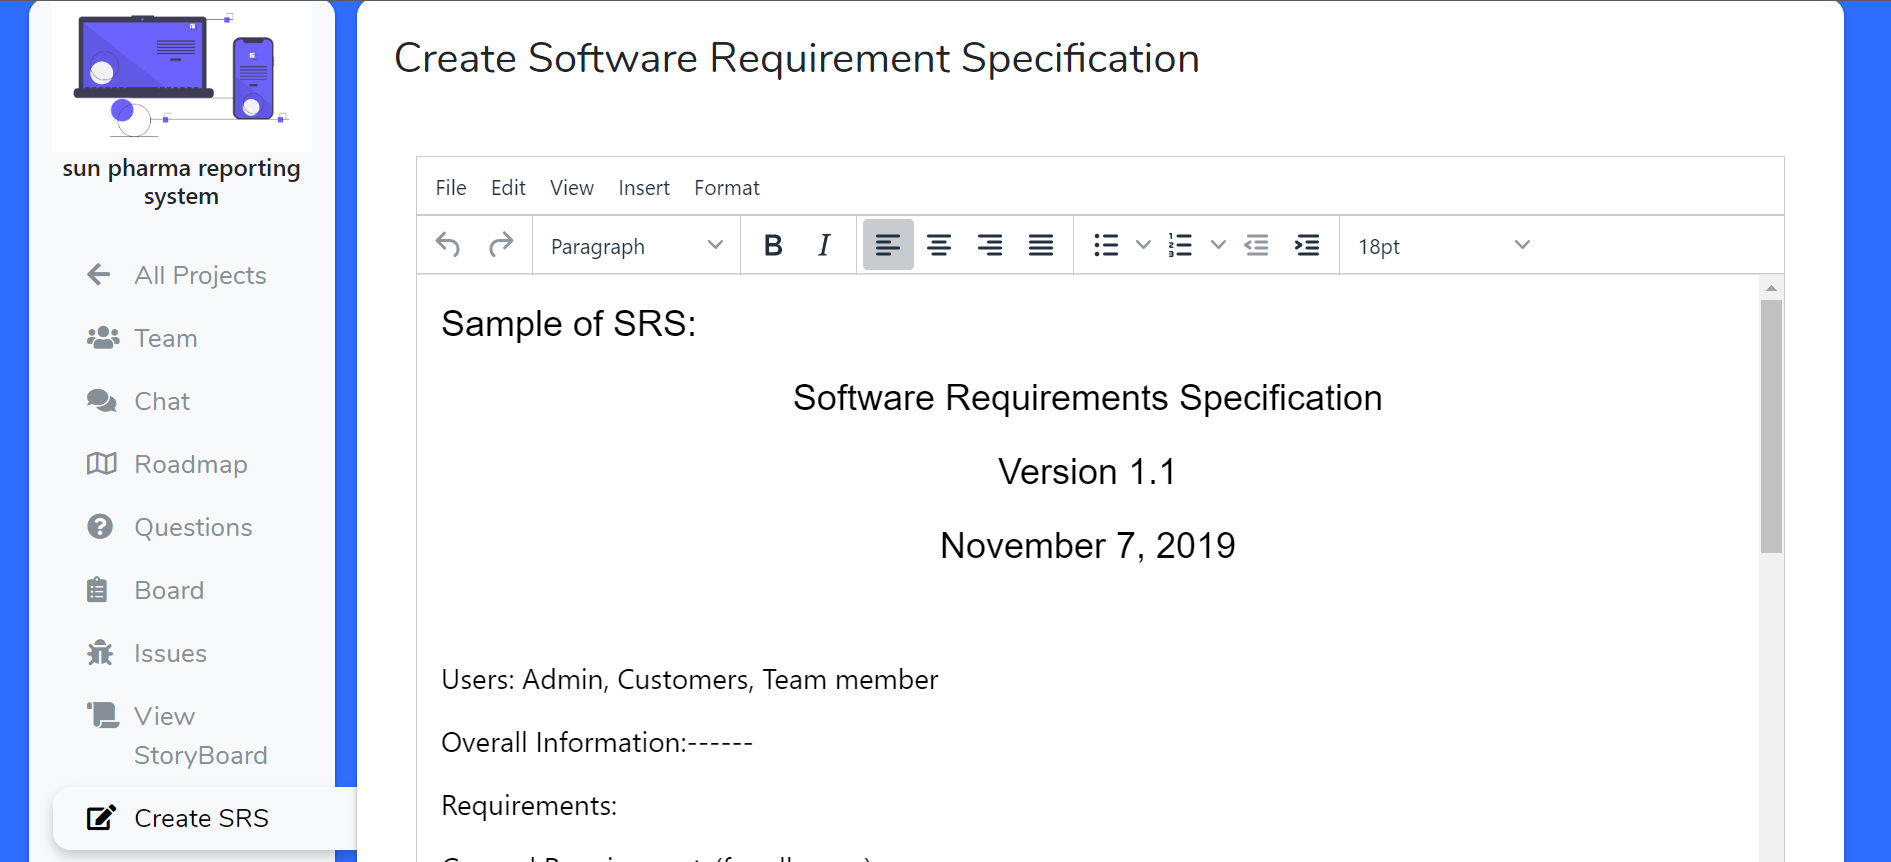 sun pharma reporting
system
All Projects
Team
Chat
Roadmap
Questions
Board
Issues
View
StoryBoard
Create SRS
Create Software Requirement Specification
File Edit View Insert Format
Paragraph B I 18pt
Sample of SRS:
Software Requirements Specification
Version 1.1
November 7, 2019
Users: Admin, Customers, Team member
Overall Information:------
Requirements: